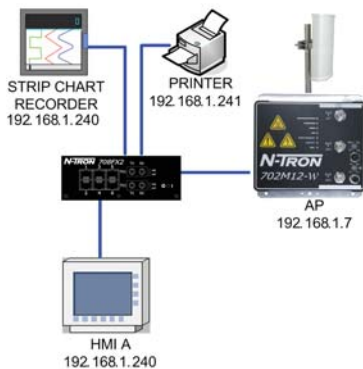 STRIP CHART
RECORDER
192.168.1.240
PRINTER
192.168.1.241
N-TRON 708FX2
N-TRON
702M12-W
AP
192.168.1.7
HMI A
192.168.1.240